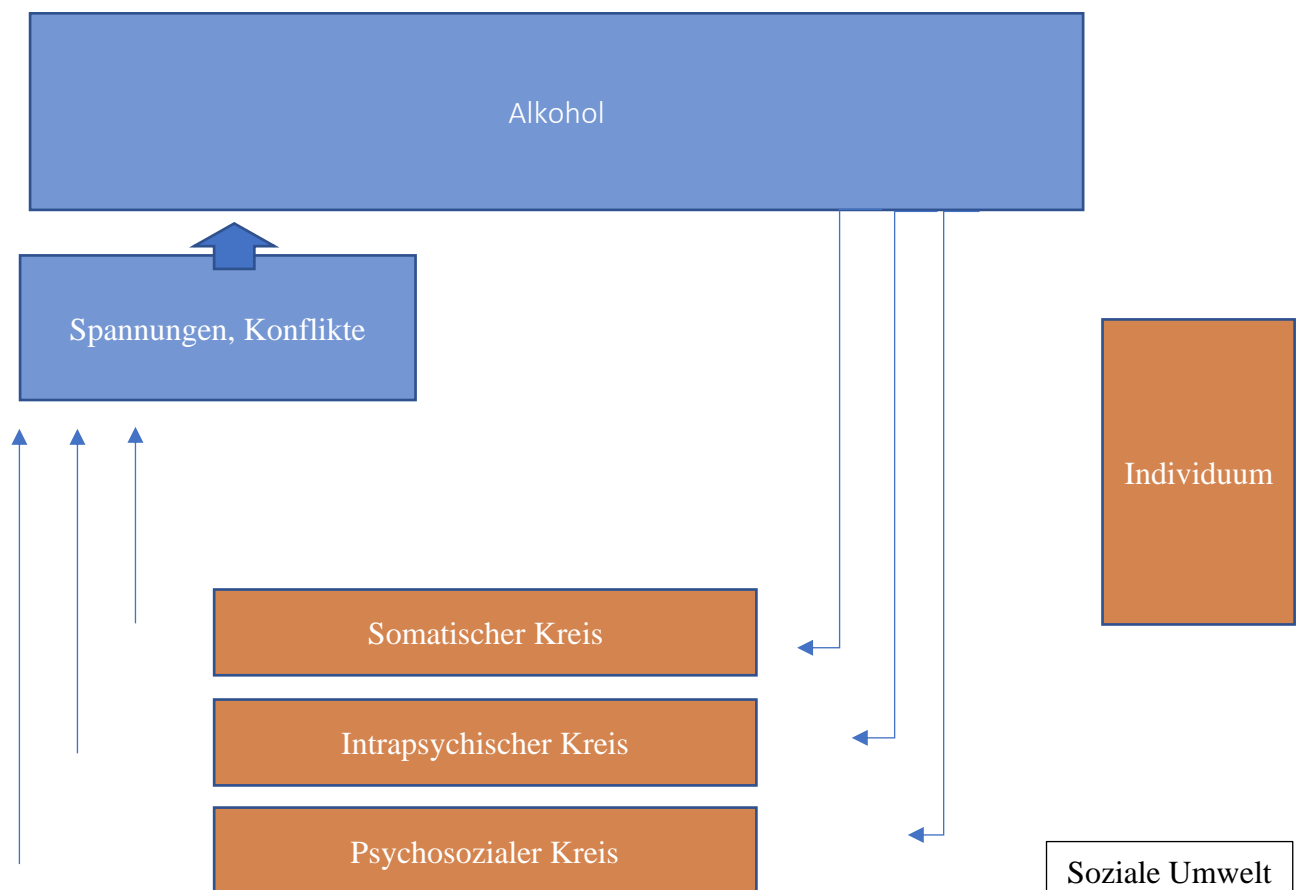 Alkohol
Spannungen, Konflikte
Individuum
Somatischer Kreis
Intrapsychischer Kreis
Psychosozialer Kreis
Soziale Umwelt